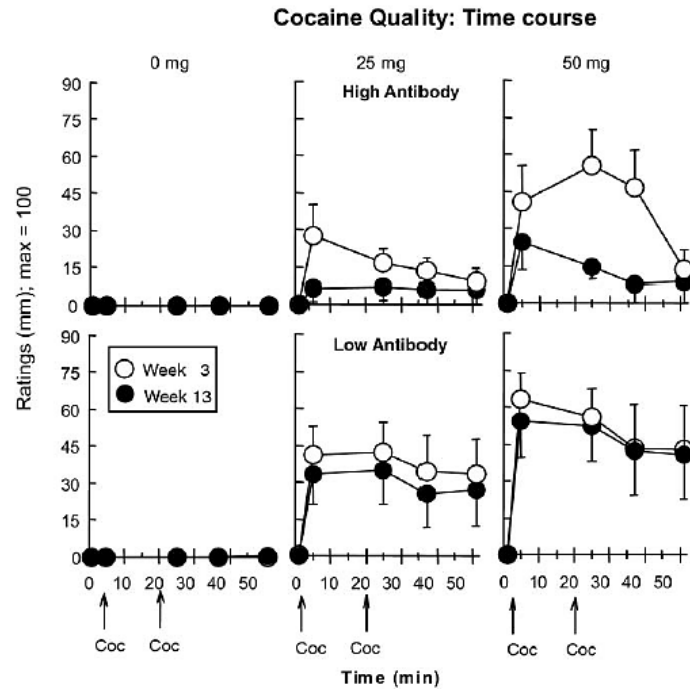 Cocaine Quality: Time course
0 mg 25 mg 50 mg
High Antibody
90
75
60
45
30
15
0
Ratings (mm); max = 100
Low Antibody
Week 3
Week 13
90
75
60
45
30
15
0
0 10 20 30 40 50 0 10 20 30 40 50 0 10 20 30 40 50
Coc Coc Coc Coc Coc Coc
Time (min)